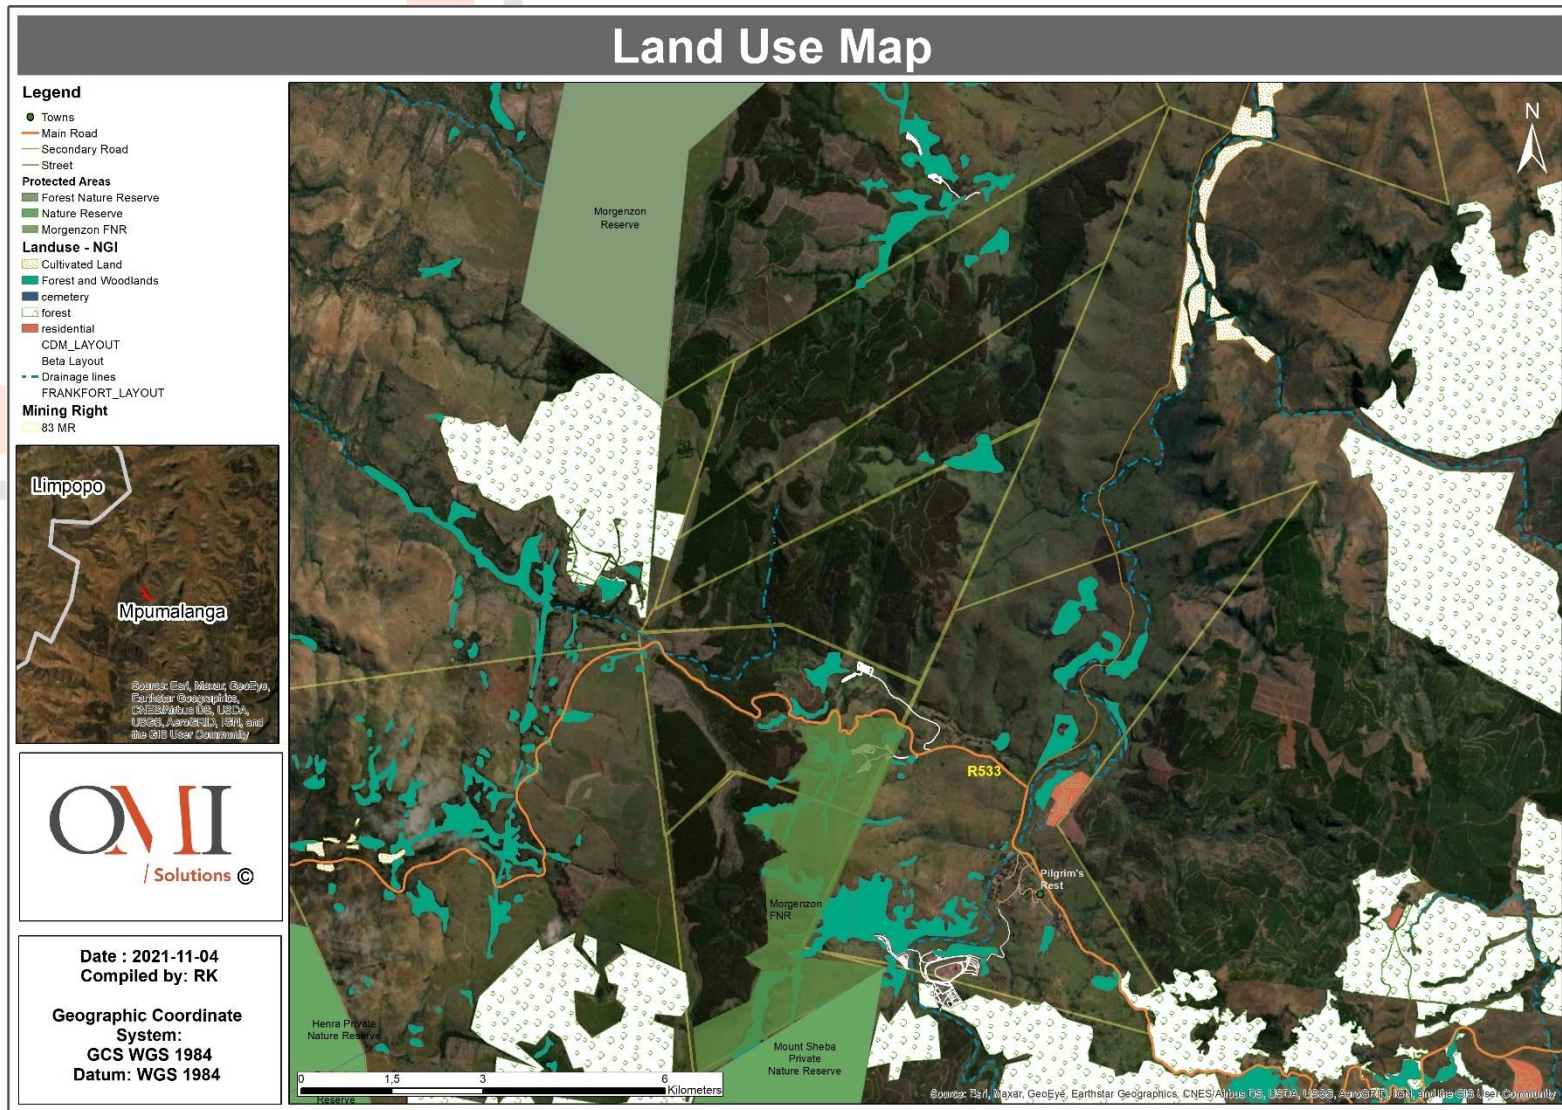 Land Use Map
Legend
Towns
Main Road
Secondary Road
Street
Protected Areas
Forest Nature Reserve
Nature Reserve
Morgenzon FNR
Landuse - NGI
Cultivated Land
Forest and Woodlands
cemetery
forest
residential
CDM_LAYOUT
Beta Layout
Drainage lines
FRANKFORT_LAYOUT
Mining Right
83 MR
Limpopo
Mpumalanga
Source: Esri, Maxar, GeoEye,
Earthstar Geographics,
CNES/Airbus DS, USDA,
USGS, AeroGRID, IGN, and
the GIS User Community
OMI
/ Solutions ©
Date : 2021-11-04
Compiled by: RK
Geographic Coordinate
System:
GCS WGS 1984
Datum: WGS 1984
N
Morgenzon
Reserve
R533
Pilgrim's
Rest
Morgenzon
FNR
Henra Private
Nature Reserve
Mount Sheba
Private
Nature Reserve
Reserve
0 1,5 3 6
Kilometers
Source: Esri, Maxar, GeoEye, Earthstar Geographics, CNES/Airbus DS, USDA, USGS, AeroGRID, IGN, and the GIS User Community